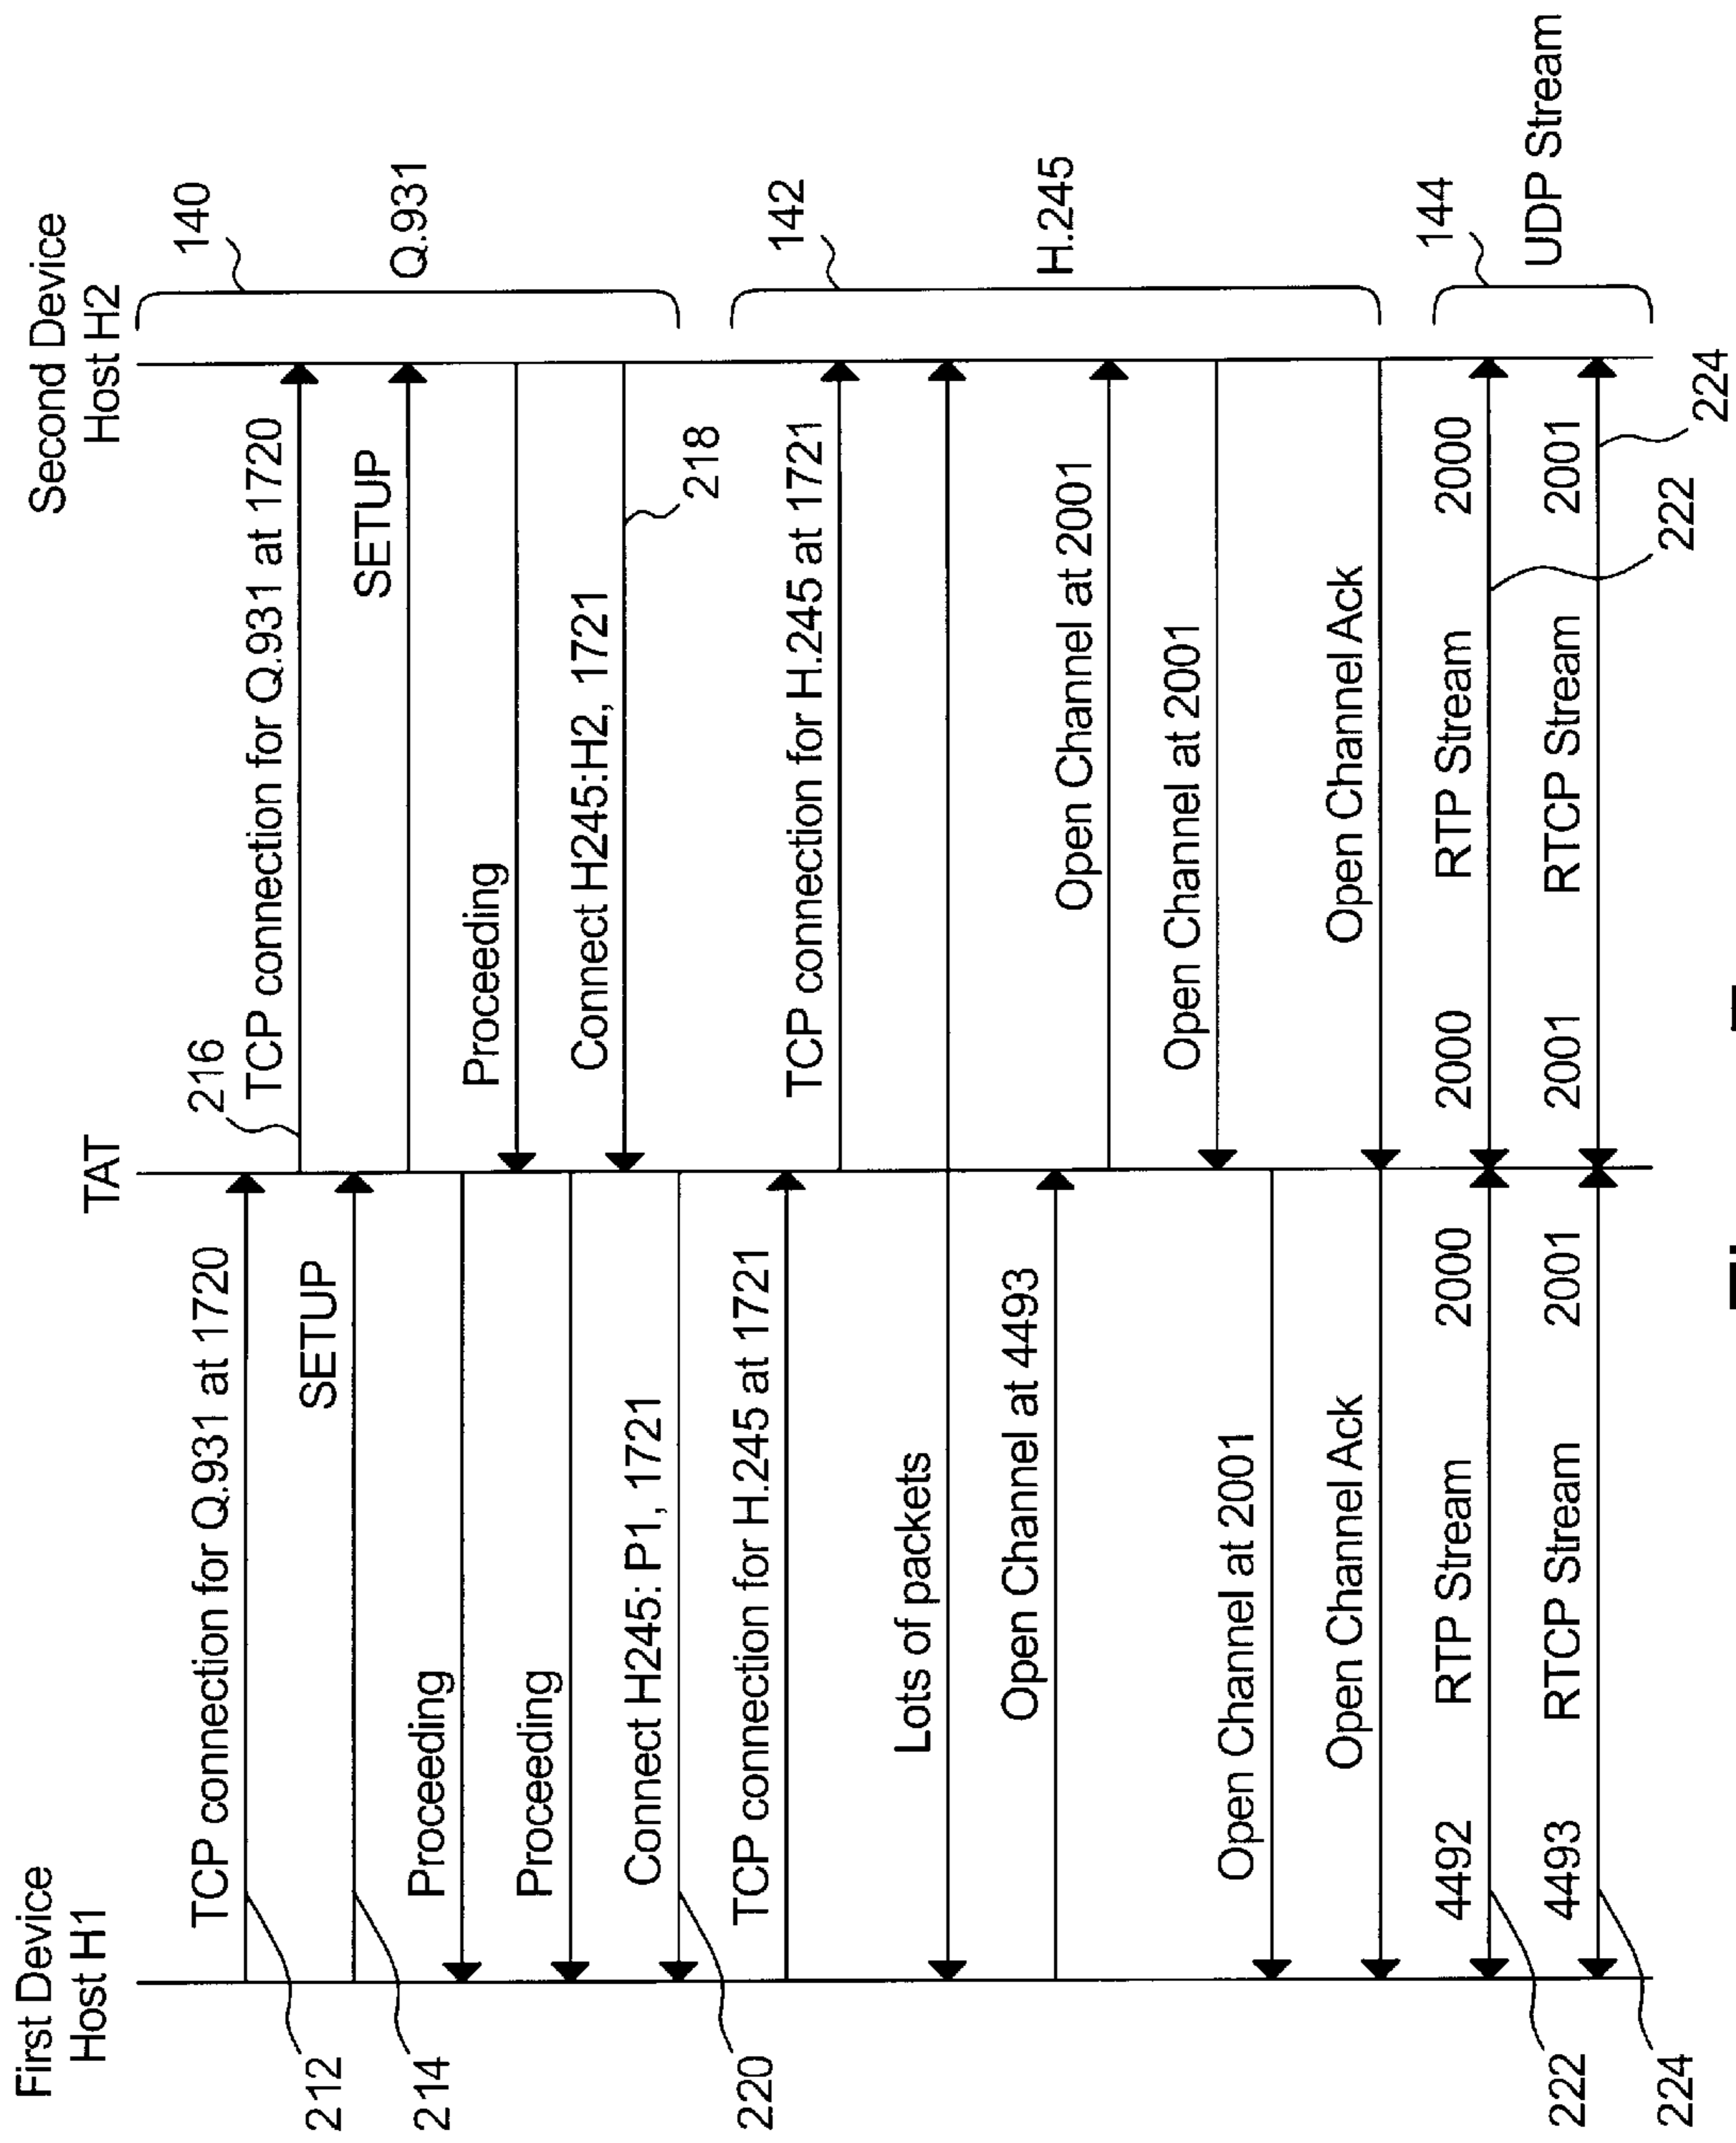 First Device
Host H1
TAT
Second Device
Host H2
212
TCP connection for Q.931 at 1720
216
TCP connection for Q.931 at 1720
140
Q.931
214
SETUP
SETUP
Proceeding
Proceeding
Proceeding
Connect H245:H2, 1721
218
220
Connect H245: P1, 1721
TCP connection for H.245 at 1721
TCP connection for H.245 at 1721
142
H.245
Lots of packets
Open Channel at 4493
Open Channel at 2001
Open Channel at 2001
Open Channel at 2001
Open Channel Ack
Open Channel Ack
4492
RTP Stream
2000
2000
RTP Stream
2000
144
UDP Stream
222
222
4493
RTCP Stream
2001
2001
RTCP Stream
2001
224
224